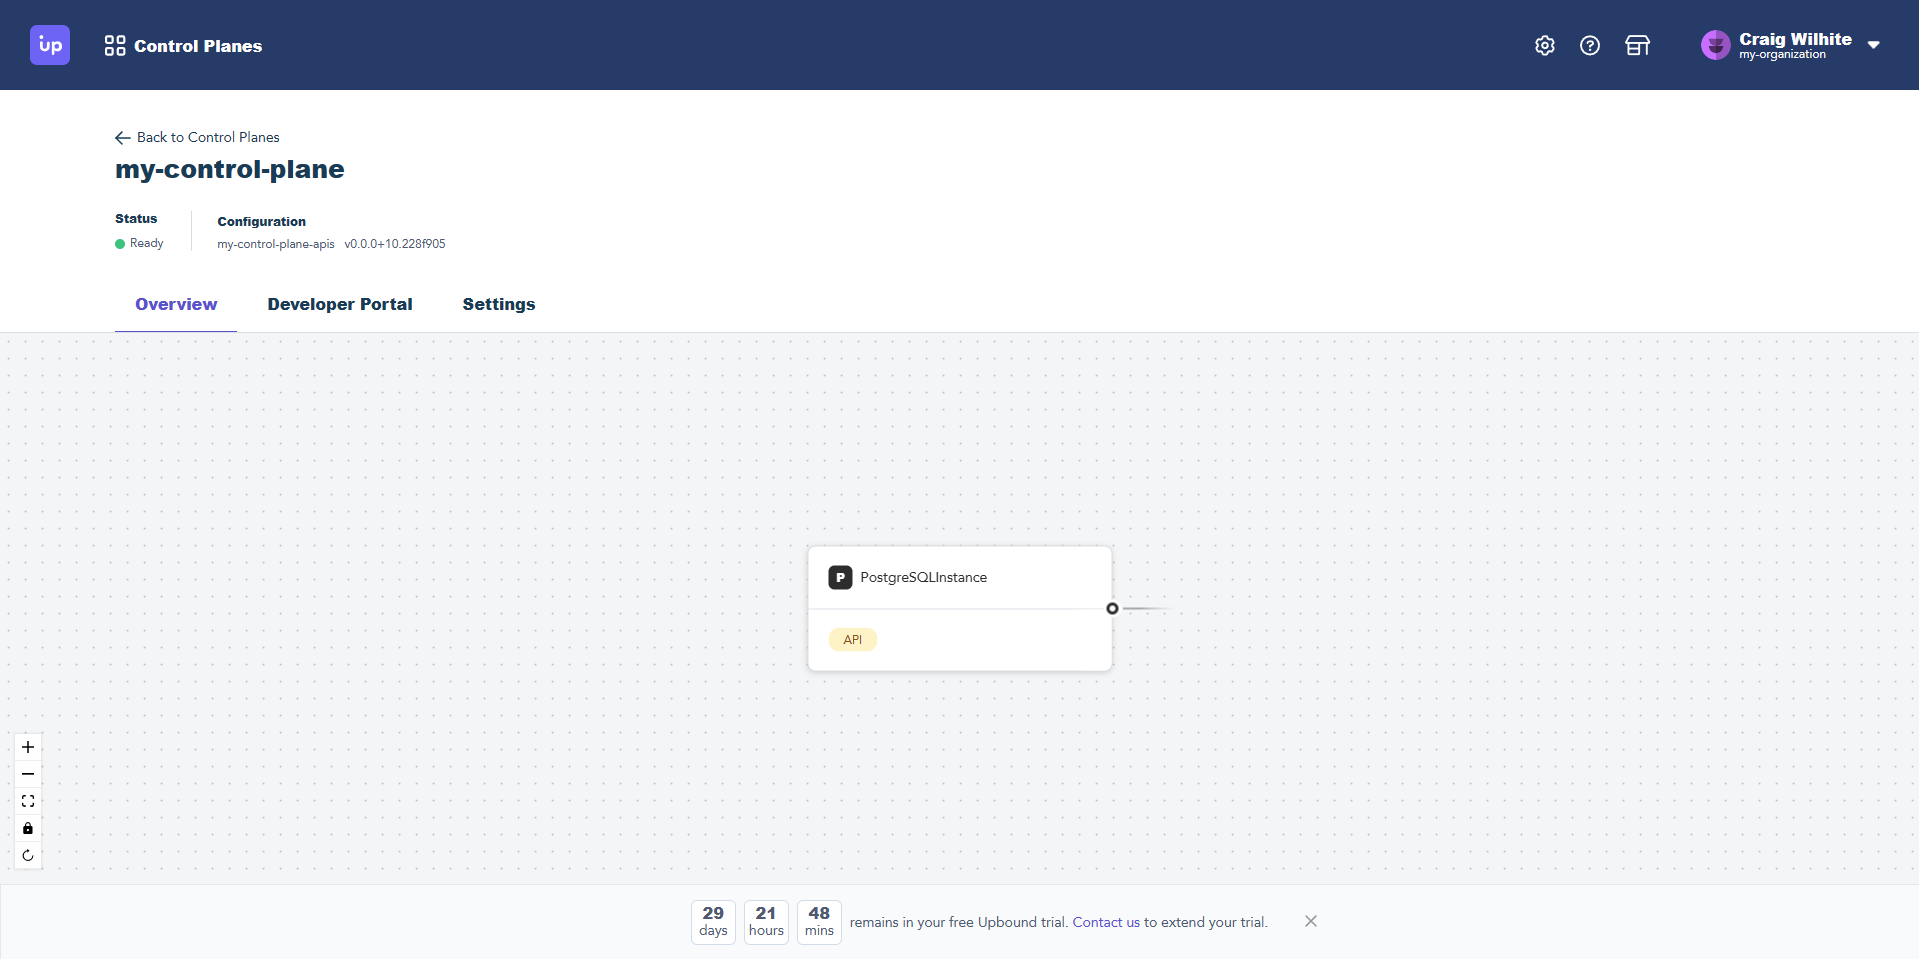 up
Control Planes
Craig Wilhite
my-organization
Back to Control Planes
my-control-plane
Status
Configuration
Ready
my-control-plane-apis v0.0.0+10.228f905
Overview Developer Portal Settings
P PostgreSQLInstance
API
29 days 21 hours 48 mins remains in your free Upbound trial. Contact us to extend your trial.